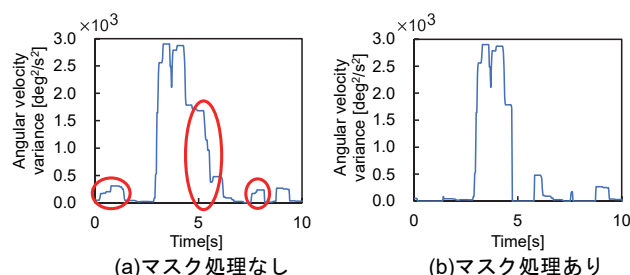 ×10³
Angular velocity
variance [deg²/s²]
3.0
2.5
2.0
1.5
1.0
0.5
0.0
0
5
10
Time[s]
(a)マスク処理なし
×10³
Angular velocity
variance [deg²/s²]
3.0
2.5
2.0
1.5
1.0
0.5
0.0
0
5
10
Time[s]
(b)マスク処理あり